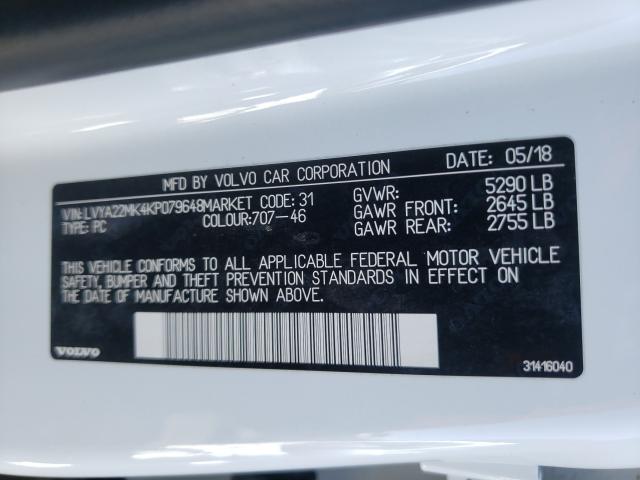 MFD BY VOLVO CAR CORPORATION DATE: 05/18
VIN: LVYA22MK4KP079648 MARKET CODE: 31 GVWR: 5290 LB
TYPE: PC COLOUR: 707-46 GAWR FRONT: 2645 LB
GAWR REAR: 2755 LB
THIS VEHICLE CONFORMS TO ALL APPLICABLE FEDERAL MOTOR VEHICLE
SAFETY, BUMPER AND THEFT PREVENTION STANDARDS IN EFFECT ON
THE DATE OF MANUFACTURE SHOWN ABOVE.
VOLVO 31416040